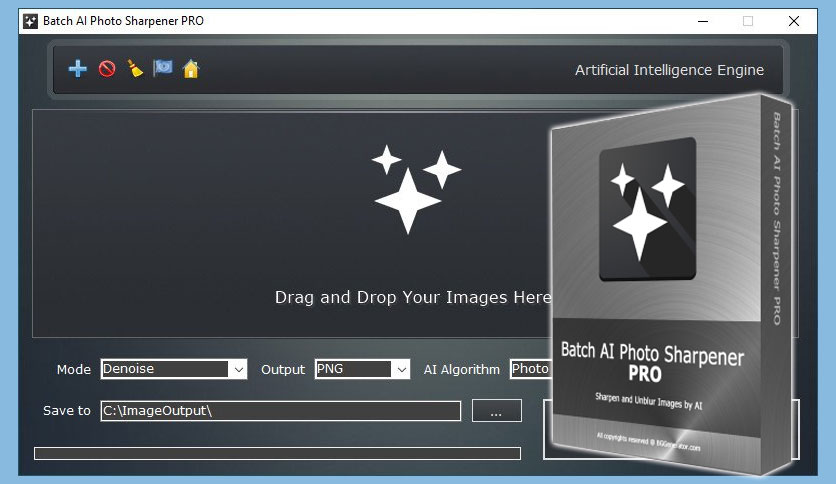 Batch AI Photo Sharpener PRO
Artificial Intelligence Engine
Drag and Drop Your Images Here
Mode Denoise Output PNG AI Algorithm Photo
Save to C:\ImageOutput\ ...
Batch AI Photo Sharpener
PRO
Sharpen and Unblur Images by AI
All copyrights reserved @ BGGenerator.com
Batch AI Photo Sharpener PRO